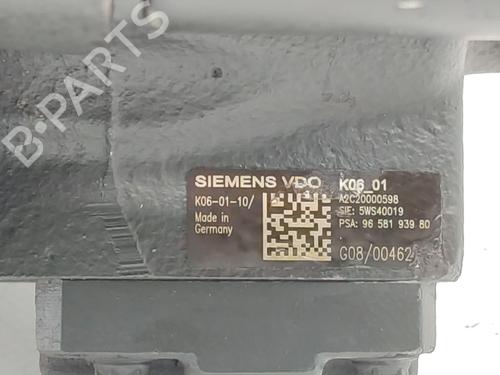 B-PARTS
SIEMENS VDO K06_01
K06-01-10/ A2C20000598
Made in SIE: 5WS40019
Germany PSA: 96 581 939 80
G08/00462